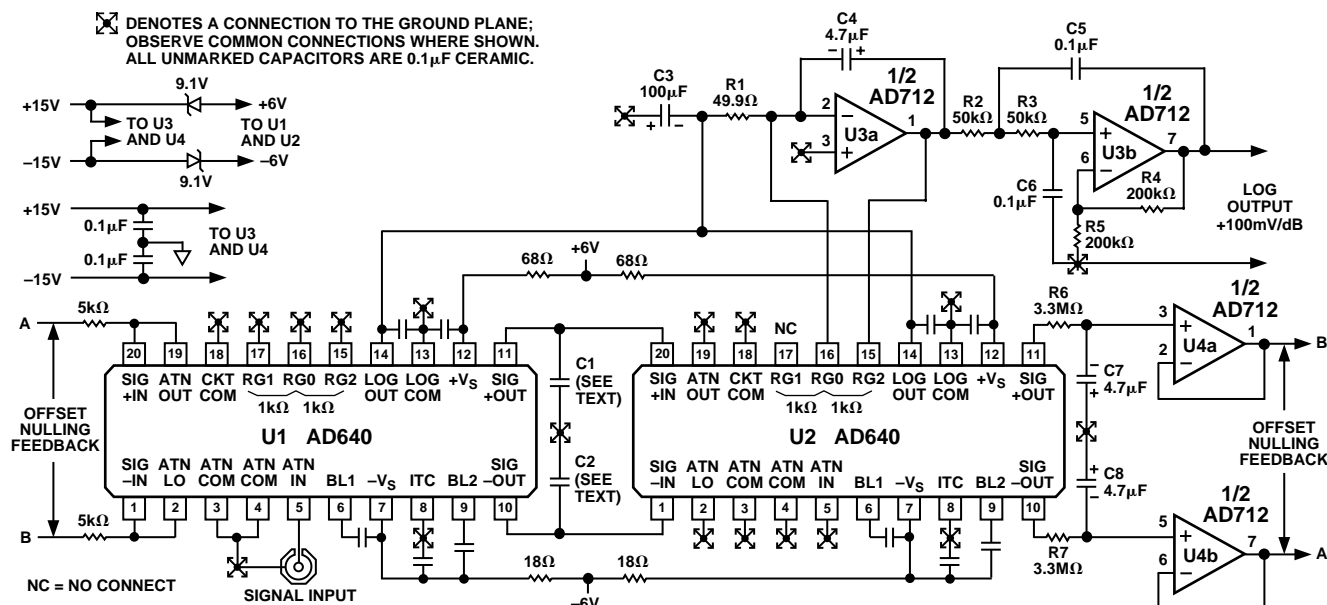 DENOTES A CONNECTION TO THE GROUND PLANE;
OBSERVE COMMON CONNECTIONS WHERE SHOWN.
ALL UNMARKED CAPACITORS ARE 0.1µF CERAMIC.
+15V
9.1V
+6V
TO U3
AND U4
TO U1
AND U2
–15V
9.1V
–6V
+15V
0.1µF
0.1µF
TO U3
AND U4
–15V
C3
100µF
+ –
R1
49.9Ω
C4
4.7µF
– +
1/2
AD712
2
–
3
+
U3a
1
R2
50kΩ
R3
50kΩ
C5
0.1µF
1/2
AD712
5
+
6
–
U3b
7
C6
0.1µF
R4
200kΩ
R5
200kΩ
LOG
OUTPUT
+100mV/dB
68Ω
+6V
68Ω
A
5kΩ
20 19 18 17 16 15 14 13 12 11
SIG
+IN
ATN
OUT
CKT
COM
RG1 RG0 RG2
LOG
OUT
LOG
COM
+VS
SIG
+OUT
1kΩ 1kΩ
U1 AD640
SIG
–IN
ATN
LO
ATN
COM
ATN
COM
ATN
IN
BL1
–VS
ITC
BL2
SIG
–OUT
1 2 3 4 5 6 7 8 9 10
OFFSET
NULLING
FEEDBACK
B
5kΩ
NC = NO CONNECT
SIGNAL INPUT
C1
(SEE
TEXT)
C2
(SEE
TEXT)
NC
20 19 18 17 16 15 14 13 12 11
SIG
+IN
ATN
OUT
CKT
COM
RG1 RG0 RG2
LOG
OUT
LOG
COM
+VS
SIG
+OUT
1kΩ 1kΩ
U2 AD640
SIG
–IN
ATN
LO
ATN
COM
ATN
COM
ATN
IN
BL1
–VS
ITC
BL2
SIG
–OUT
1 2 3 4 5 6 7 8 9 10
18Ω
–6V
18Ω
R6
3.3MΩ
–
C7
4.7µF
+
+
C8
4.7µF
–
R7
3.3MΩ
1/2
AD712
3
+
2
–
U4a
1
B
OFFSET
NULLING
FEEDBACK
1/2
AD712
5
+
6
–
U4b
7
A